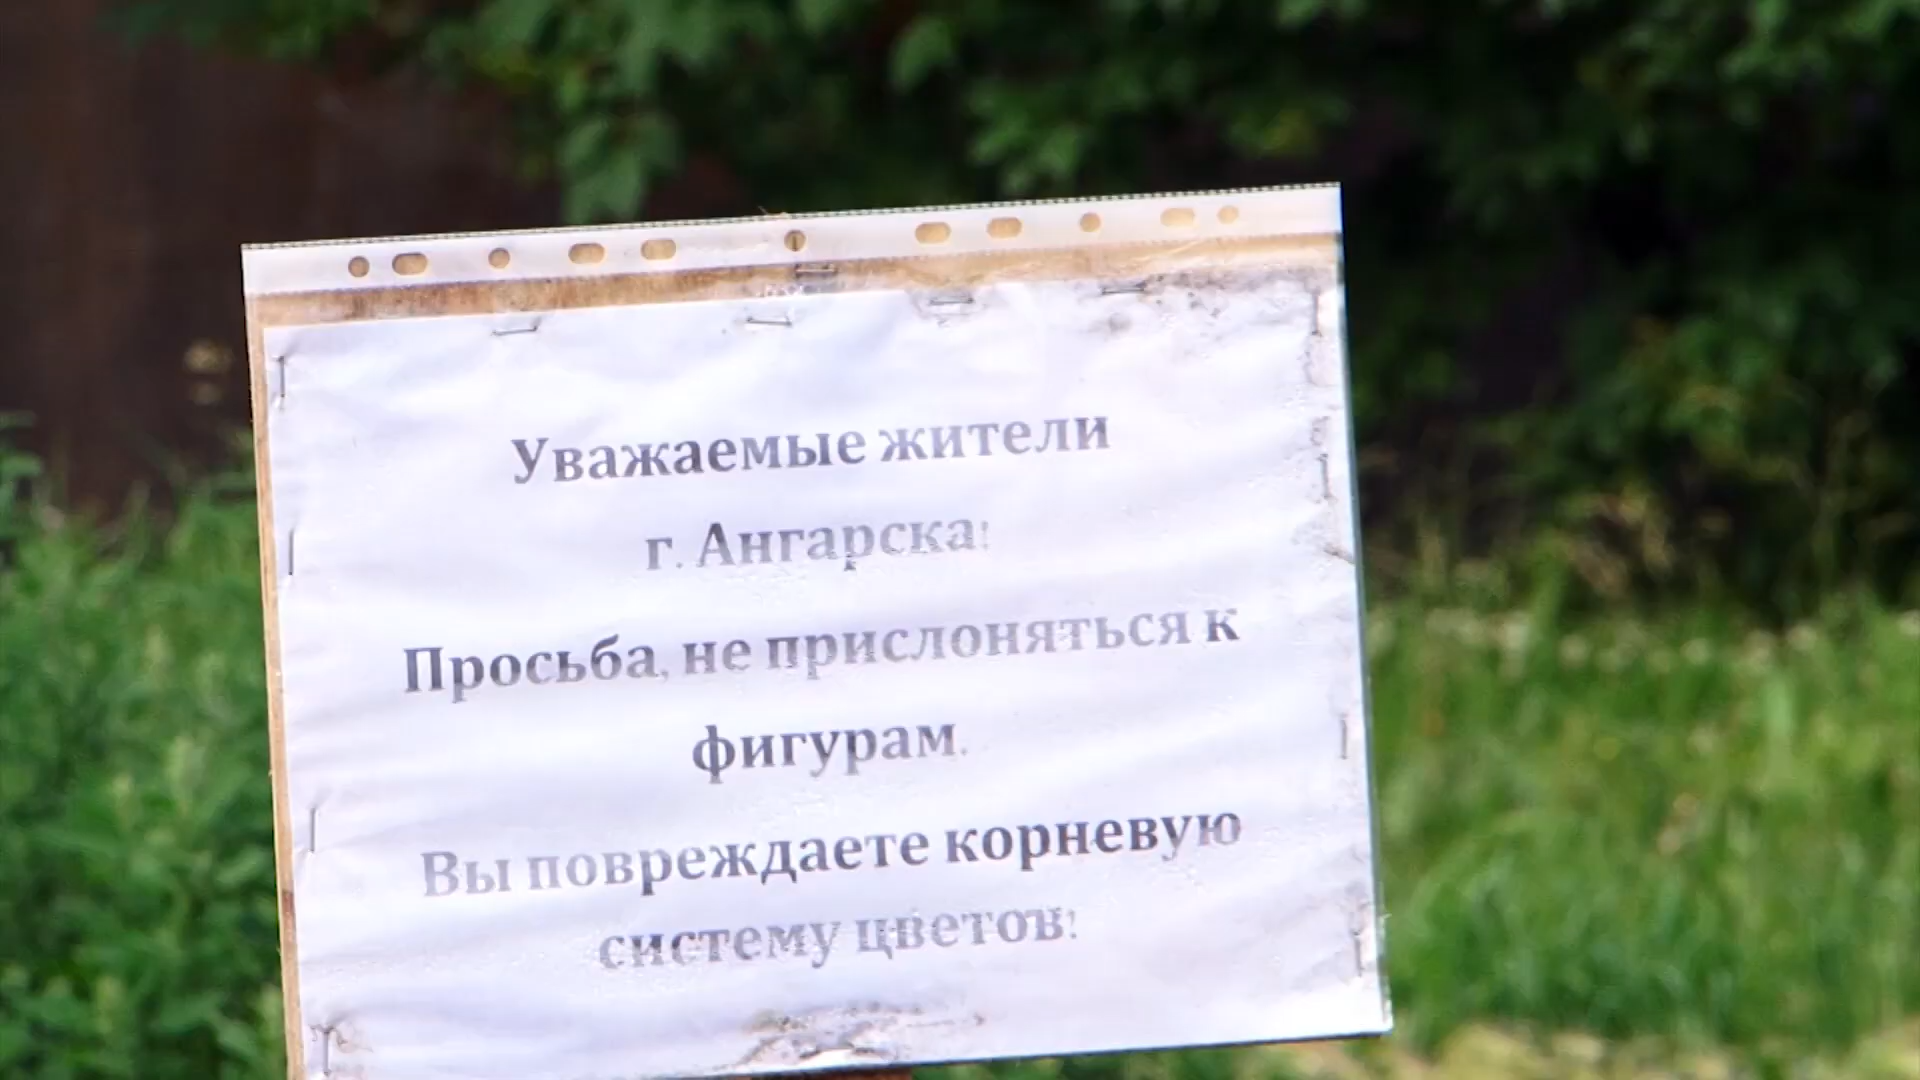 Уважаемые жители
г. Ангарска!
Просьба, не прислоняться к
фигурам.
Вы повреждаете корневую
систему цветов!